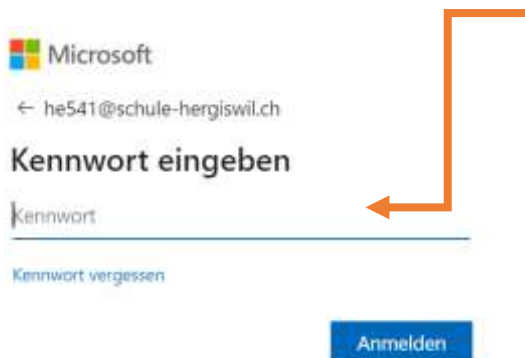 Microsoft
← he541@schule-hergiswil.ch
Kennwort eingeben
Kennwort
Kennwort vergessen
Anmelden